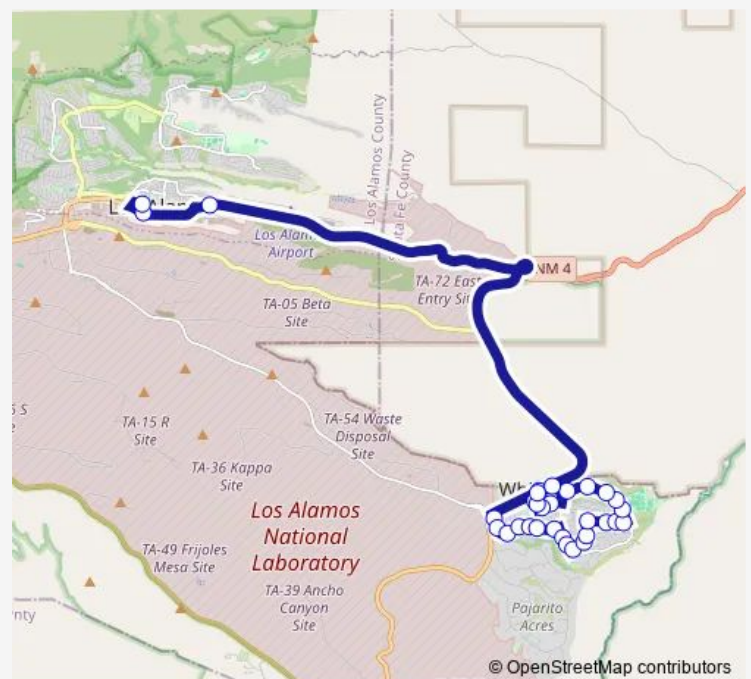 Los Alamos County
Santa Fe County
Los Alam
Airport
NM 4
TA-72 East
Entry Site
TA-05 Beta
Site
TA-15 R
Site
TA-54 Waste
Disposal
Site
TA-36 Kappa
Site
Whi
Los Alamos
National
Laboratory
TA-49 Frijoles
Mesa Site
TA-39 Ancho
Canyon
Site
Pajarito
Acres
© OpenStreetMap contributors